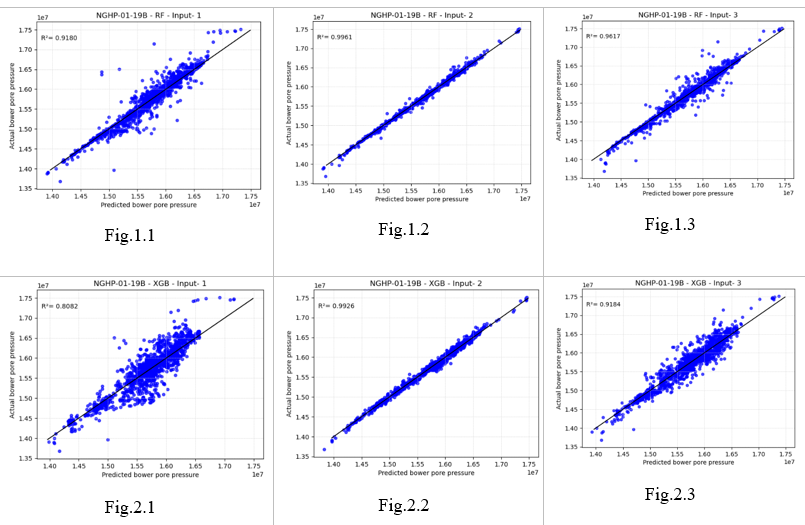 NGHP-01-19B - RF - Input- 1
1e7
R²= 0.9180
Actual bower pore pressure
1.75
1.70
1.65
1.60
1.55
1.50
1.45
1.40
1.35
1.40 1.45 1.50 1.55 1.60 1.65 1.70 1.75
Predicted bower pore pressure
1e7
Fig.1.1
NGHP-01-19B - RF - Input- 2
1e7
R²= 0.9961
Actual bower pore pressure
1.75
1.70
1.65
1.60
1.55
1.50
1.45
1.40
1.35
1.40 1.45 1.50 1.55 1.60 1.65 1.70 1.75
Predicted bower pore pressure
1e7
Fig.1.2
NGHP-01-19B - RF - Input- 3
1e7
R²= 0.9617
Actual bower pore pressure
1.75
1.70
1.65
1.60
1.55
1.50
1.45
1.40
1.35
1.40 1.45 1.50 1.55 1.60 1.65 1.70 1.75
Predicted bower pore pressure
1e7
Fig.1.3
NGHP-01-19B - XGB - Input- 1
1e7
R²= 0.8082
Actual bower pore pressure
1.75
1.70
1.65
1.60
1.55
1.50
1.45
1.40
1.35
1.40 1.45 1.50 1.55 1.60 1.65 1.70 1.75
Predicted bower pore pressure
1e7
Fig.2.1
NGHP-01-19B - XGB - Input- 2
1e7
R²= 0.9926
Actual bower pore pressure
1.75
1.70
1.65
1.60
1.55
1.50
1.45
1.40
1.35
1.40 1.45 1.50 1.55 1.60 1.65 1.70 1.75
Predicted bower pore pressure
1e7
Fig.2.2
NGHP-01-19B - XGB - Input- 3
1e7
R²= 0.9184
Actual bower pore pressure
1.75
1.70
1.65
1.60
1.55
1.50
1.45
1.40
1.35
1.40 1.45 1.50 1.55 1.60 1.65 1.70 1.75
Predicted bower pore pressure
1e7
Fig.2.3